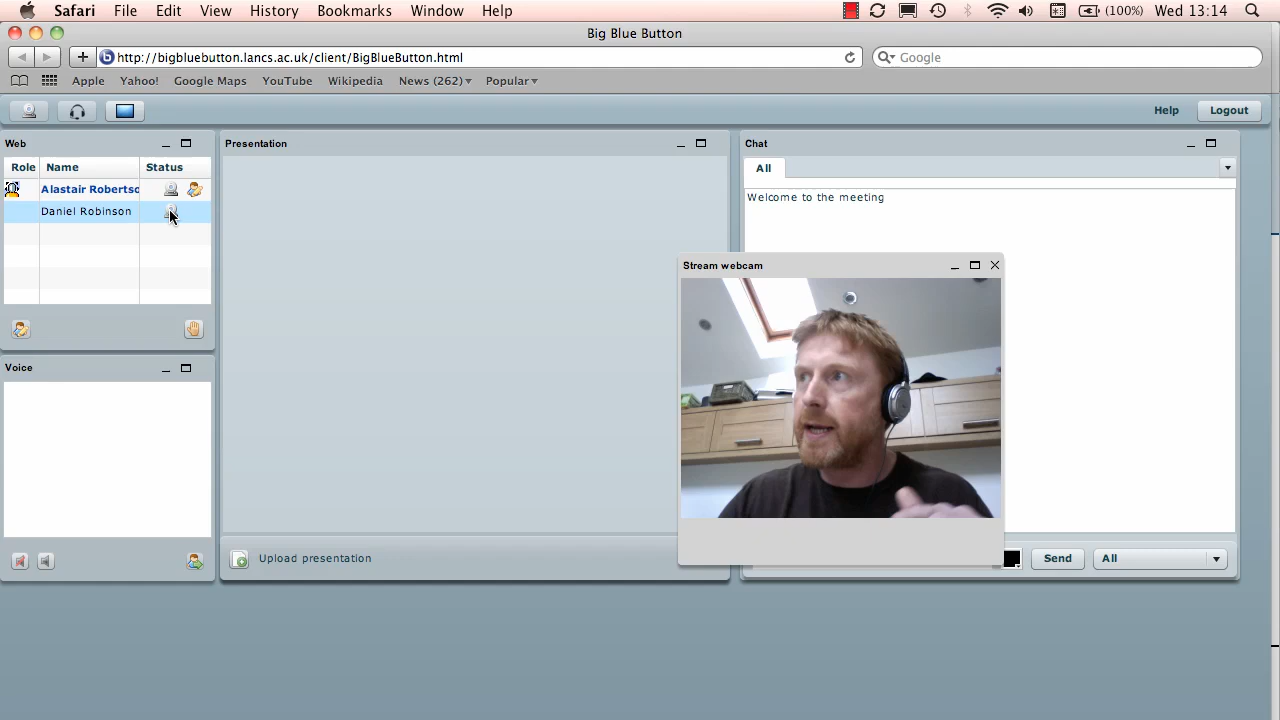 Safari File Edit View History Bookmarks Window Help (100%) Wed 13:14
Big Blue Button
http://bigbluebutton.lancs.ac.uk/client/BigBlueButton.html Google
Apple Yahoo! Google Maps YouTube Wikipedia News (262) Popular
Help Logout
Web
Role Name Status
Alastair Robertsc
Daniel Robinson
Voice
Presentation
Upload presentation
Stream webcam
Chat
All
Welcome to the meeting
Send All